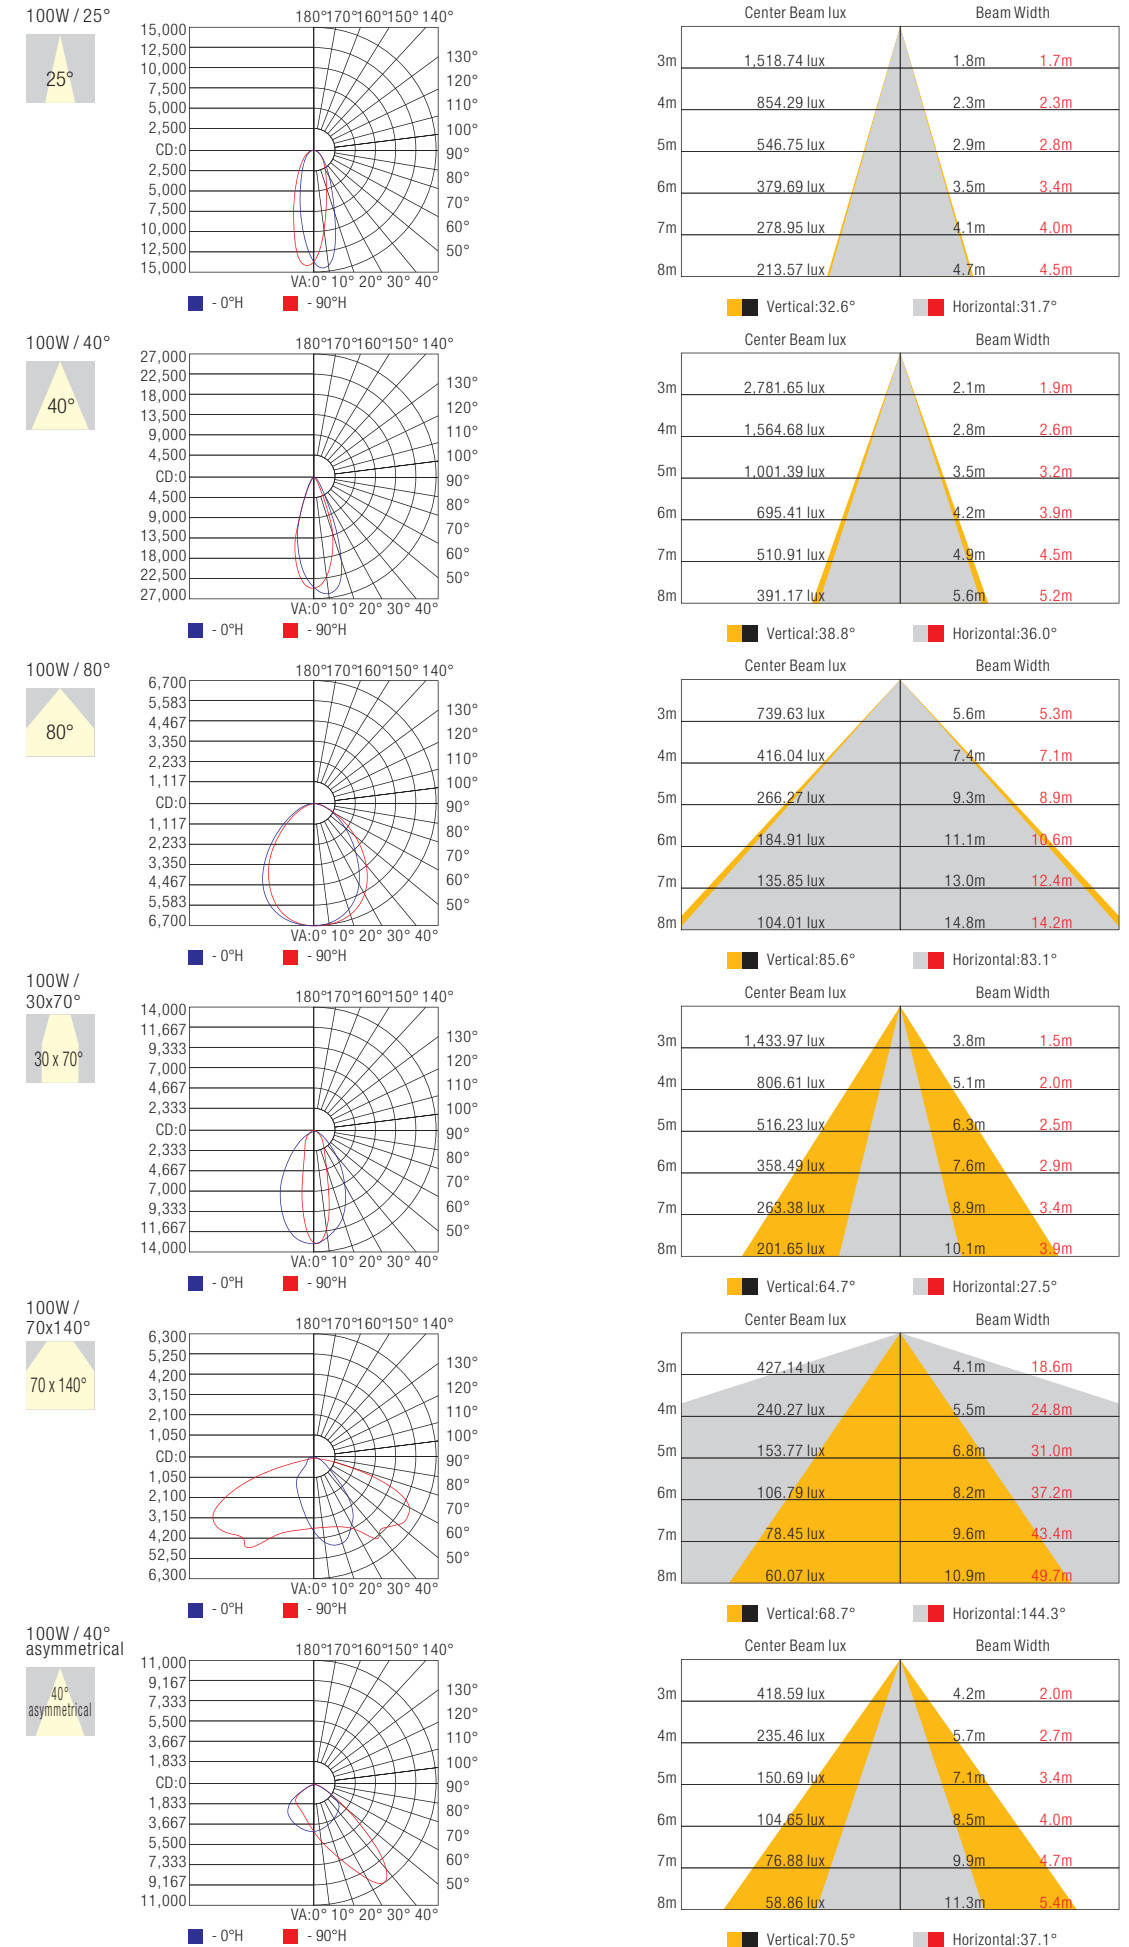 100W / 25°
25°
180° 170° 160° 150° 140°
15,000
12,500
10,000
7,500
5,000
2,500
CD:0
2,500
5,000
7,500
10,000
12,500
15,000
130°
120°
110°
100°
90°
80°
70°
60°
50°
VA:0° 10° 20° 30° 40°
- 0°H - 90°H
Center Beam lux Beam Width
3m 1,518.74 lux 1.8m 1.7m
4m 854.29 lux 2.3m 2.3m
5m 546.75 lux 2.9m 2.8m
6m 379.69 lux 3.5m 3.4m
7m 278.95 lux 4.1m 4.0m
8m 213.57 lux 4.7m 4.5m
Vertical:32.6° Horizontal:31.7°
100W / 40°
40°
180° 170° 160° 150° 140°
27,000
22,500
18,000
13,500
9,000
4,500
CD:0
4,500
9,000
13,500
18,000
22,500
27,000
130°
120°
110°
100°
90°
80°
70°
60°
50°
VA:0° 10° 20° 30° 40°
- 0°H - 90°H
Center Beam lux Beam Width
3m 2,781.65 lux 2.1m 1.9m
4m 1,564.68 lux 2.8m 2.6m
5m 1,001.39 lux 3.5m 3.2m
6m 695.41 lux 4.2m 3.9m
7m 510.91 lux 4.9m 4.5m
8m 391.17 lux 5.6m 5.2m
Vertical:38.8° Horizontal:36.0°
100W / 80°
80°
180° 170° 160° 150° 140°
6,700
5,583
4,467
3,350
2,233
1,117
CD:0
1,117
2,233
3,350
4,467
5,583
6,700
130°
120°
110°
100°
90°
80°
70°
60°
50°
VA:0° 10° 20° 30° 40°
- 0°H - 90°H
Center Beam lux Beam Width
3m 739.63 lux 5.6m 5.3m
4m 416.04 lux 7.4m 7.1m
5m 266.27 lux 9.3m 8.9m
6m 184.91 lux 11.1m 10.6m
7m 135.85 lux 13.0m 12.4m
8m 104.01 lux 14.8m 14.2m
Vertical:85.6° Horizontal:83.1°
100W /
30x70°
30 x 70°
180° 170° 160° 150° 140°
14,000
11,667
9,333
7,000
4,667
2,333
CD:0
2,333
4,667
7,000
9,333
11,667
14,000
130°
120°
110°
100°
90°
80°
70°
60°
50°
VA:0° 10° 20° 30° 40°
- 0°H - 90°H
Center Beam lux Beam Width
3m 1,433.97 lux 3.8m 1.5m
4m 806.61 lux 5.1m 2.0m
5m 516.23 lux 6.3m 2.5m
6m 358.49 lux 7.6m 2.9m
7m 263.38 lux 8.9m 3.4m
8m 201.65 lux 10.1m 3.9m
Vertical:64.7° Horizontal:27.5°
100W /
70x140°
70 x 140°
180° 170° 160° 150° 140°
6,300
5,250
4,200
3,150
2,100
1,050
CD:0
1,050
2,100
3,150
4,200
52,50
6,300
130°
120°
110°
100°
90°
80°
70°
60°
50°
VA:0° 10° 20° 30° 40°
- 0°H - 90°H
Center Beam lux Beam Width
3m 427.14 lux 4.1m 18.6m
4m 240.27 lux 5.5m 24.8m
5m 153.77 lux 6.8m 31.0m
6m 106.79 lux 8.2m 37.2m
7m 78.45 lux 9.6m 43.4m
8m 60.07 lux 10.9m 49.7m
Vertical:68.7° Horizontal:144.3°
100W / 40°
asymmetrical
40°
asymmetrical
180° 170° 160° 150° 140°
11,000
9,167
7,333
5,500
3,667
1,833
CD:0
1,833
3,667
5,500
7,333
9,167
11,000
130°
120°
110°
100°
90°
80°
70°
60°
50°
VA:0° 10° 20° 30° 40°
- 0°H - 90°H
Center Beam lux Beam Width
3m 418.59 lux 4.2m 2.0m
4m 235.46 lux 5.7m 2.7m
5m 150.69 lux 7.1m 3.4m
6m 104.65 lux 8.5m 4.0m
7m 76.88 lux 9.9m 4.7m
8m 58.86 lux 11.3m 5.4m
Vertical:70.5° Horizontal:37.1°